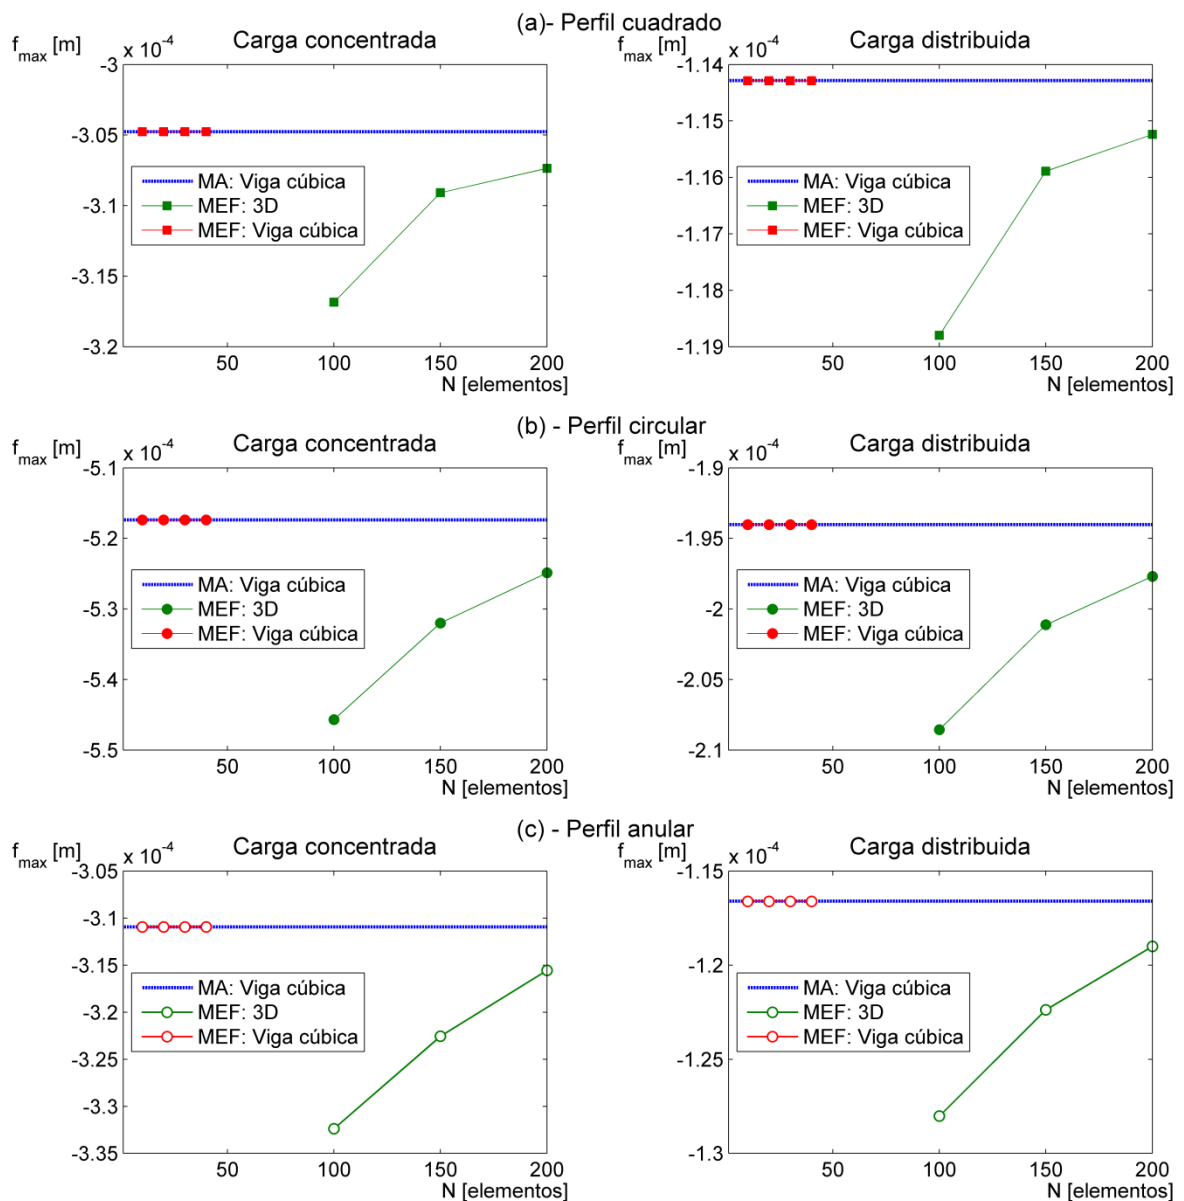 (a)- Perfil cuadrado
f_max [m]
x 10^-4
Carga concentrada
-3
-3.05
-3.1
-3.15
-3.2
MA: Viga cúbica
MEF: 3D
MEF: Viga cúbica
50
100
150
200
N [elementos]
f_max [m]
x 10^-4
Carga distribuida
-1.14
-1.15
-1.16
-1.17
-1.18
-1.19
MA: Viga cúbica
MEF: 3D
MEF: Viga cúbica
50
100
150
200
N [elementos]
(b) - Perfil circular
f_max [m]
x 10^-4
Carga concentrada
-5.1
-5.2
-5.3
-5.4
-5.5
MA: Viga cúbica
MEF: 3D
MEF: Viga cúbica
50
100
150
200
N [elementos]
f_max [m]
x 10^-4
Carga distribuida
-1.9
-1.95
-2
-2.05
-2.1
MA: Viga cúbica
MEF: 3D
MEF: Viga cúbica
50
100
150
200
N [elementos]
(c) - Perfil anular
f_max [m]
x 10^-4
Carga concentrada
-3.05
-3.1
-3.15
-3.2
-3.25
-3.3
-3.35
MA: Viga cúbica
MEF: 3D
MEF: Viga cúbica
50
100
150
200
N [elementos]
f_max [m]
x 10^-4
Carga distribuida
-1.15
-1.2
-1.25
-1.3
MA: Viga cúbica
MEF: 3D
MEF: Viga cúbica
50
100
150
200
N [elementos]